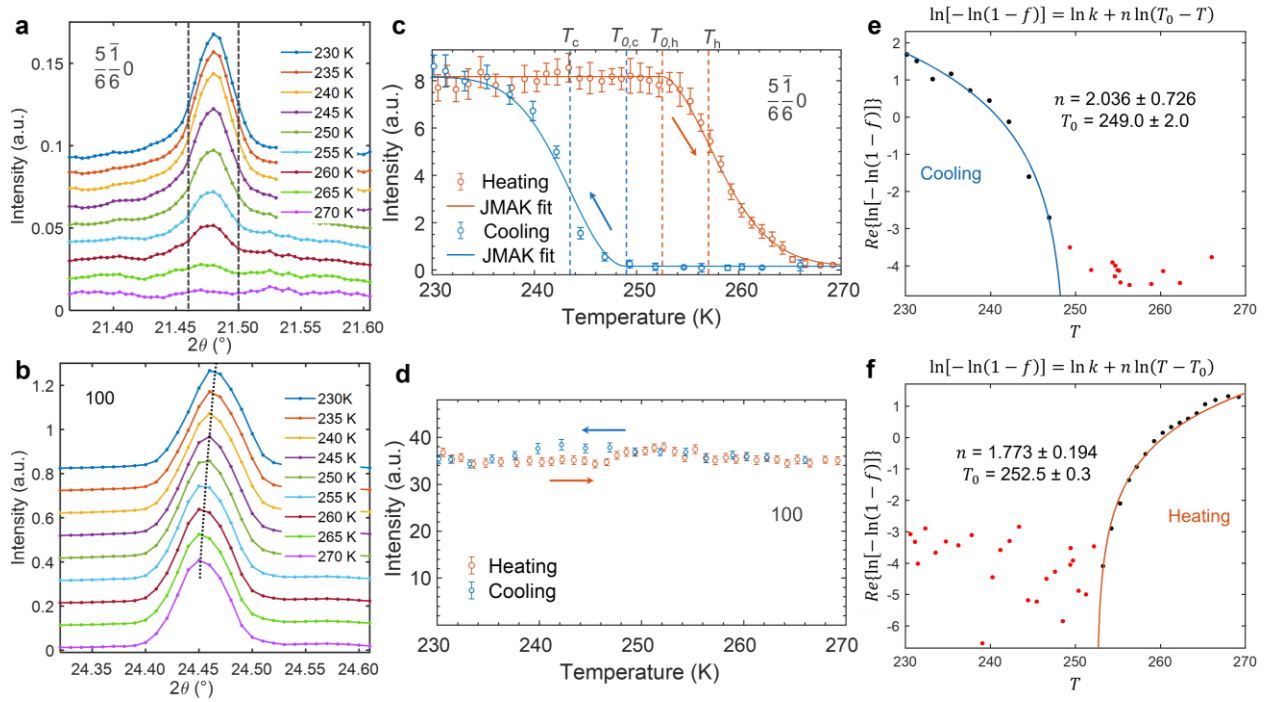 a
5 1̅
6 6 0
230 K
235 K
240 K
245 K
250 K
255 K
260 K
265 K
270 K
Intensity (a.u.)
0.15
0.1
0.05
0
21.40 21.45 21.50 21.55 21.60
2θ (°)
b
100
230K
235 K
240 K
245 K
250 K
255 K
260 K
265 K
270 K
Intensity (a.u.)
1.2
1
0.8
0.6
0.4
0.2
0
24.35 24.40 24.45 24.50 24.55 24.60
2θ (°)
c
Tc T0,c T0,h Th
5 1̅
6 6 0
Heating
JMAK fit
Cooling
JMAK fit
Intensity (a.u.)
10
8
6
4
2
0
230 240 250 260 270
Temperature (K)
d
100
Heating
Cooling
Intensity (a.u.)
40
30
20
10
230 240 250 260 270
Temperature (K)
e
ln[− ln(1 − f)] = ln k + n ln(T0 − T)
n = 2.036 ± 0.726
T0 = 249.0 ± 2.0
Cooling
Re{ln[− ln(1 − f)]}
2
1
0
-1
-2
-3
-4
230 240 250 260 270
T
f
ln[− ln(1 − f)] = ln k + n ln(T − T0)
n = 1.773 ± 0.194
T0 = 252.5 ± 0.3
Heating
Re{ln[− ln(1 − f)]}
1
0
-1
-2
-3
-4
-5
-6
230 240 250 260 270
T